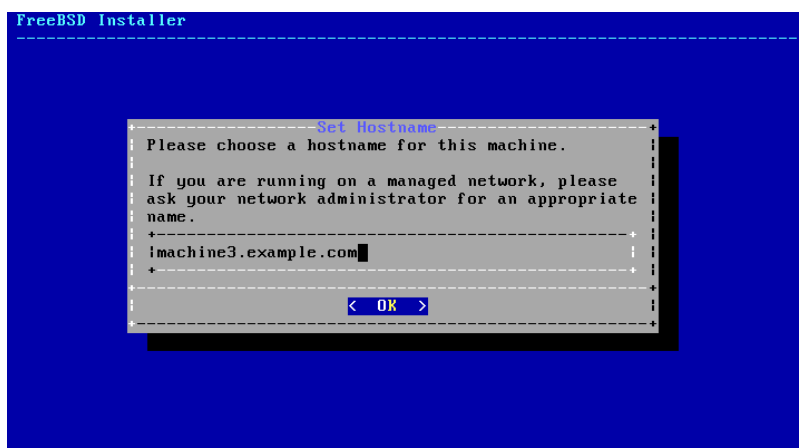 FreeBSD Installer
Set Hostname
Please choose a hostname for this machine.
If you are running on a managed network, please
ask your network administrator for an appropriate
name.
machine3.example.com
< OK >